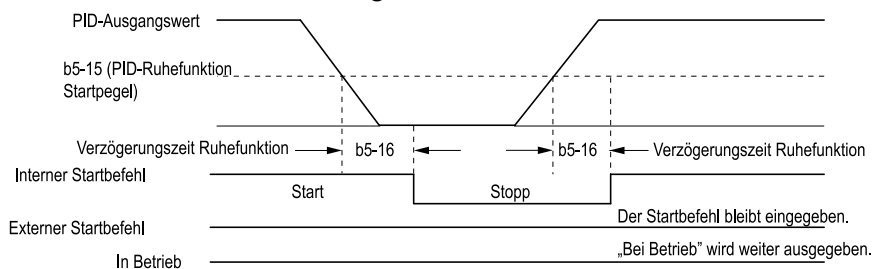 PID-Ausgangswert
b5-15 (PID-Ruhefunktion
Startpegel)
Verzögerungszeit Ruhefunktion
b5-16
b5-16
Verzögerungszeit Ruhefunktion
Interner Startbefehl
Start
Stopp
Der Startbefehl bleibt eingegeben.
Externer Startbefehl
„Bei Betrieb” wird weiter ausgegeben.
In Betrieb